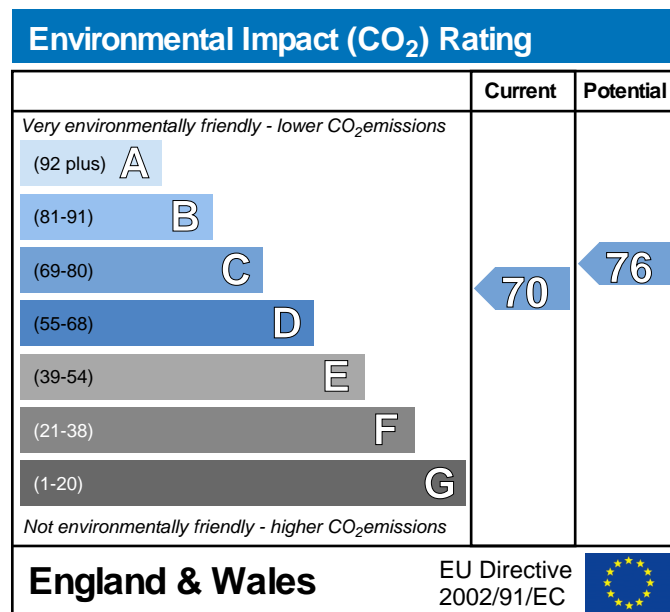 Environmental Impact (CO₂) Rating
Current Potential
Very environmentally friendly - lower CO₂emissions
(92 plus) A
(81-91) B
(69-80) C
(55-68) D
(39-54) E
(21-38) F
(1-20) G
70 76
Not environmentally friendly - higher CO₂emissions
England & Wales
EU Directive
2002/91/EC